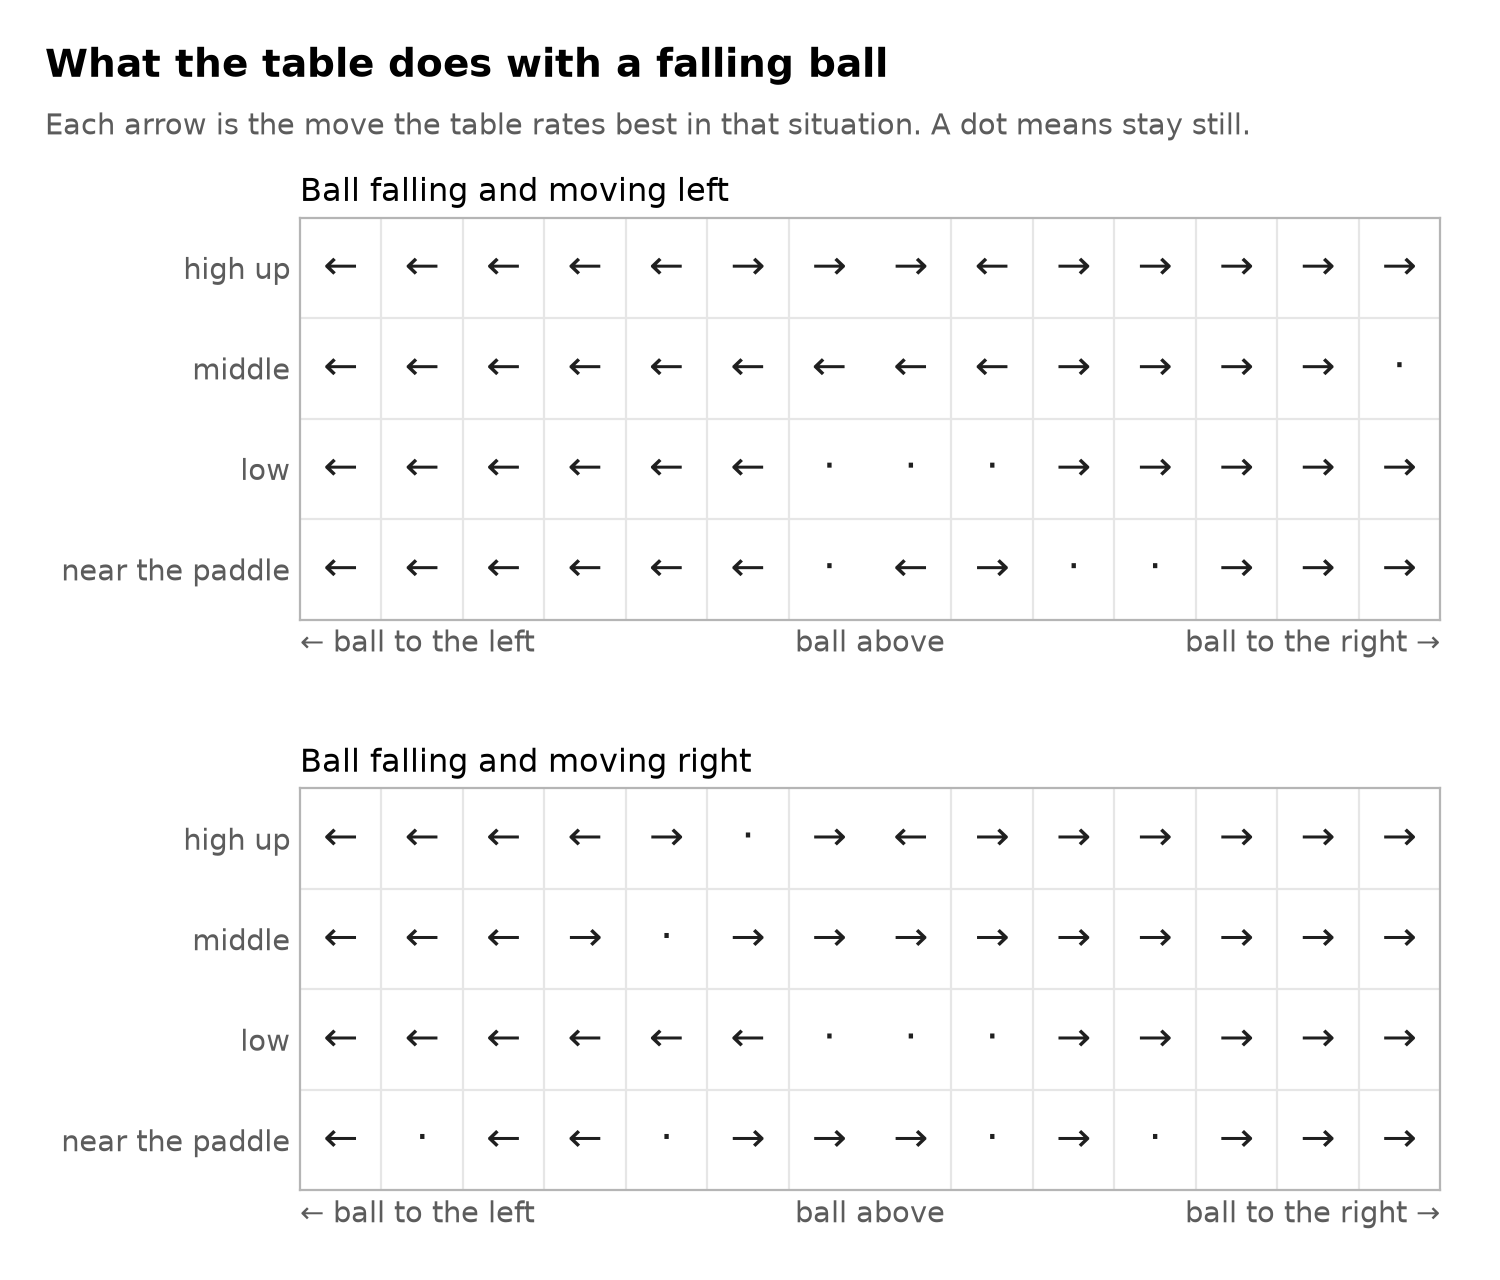 What the table does with a falling ball
Each arrow is the move the table rates best in that situation. A dot means stay still.
Ball falling and moving left
high up ← ← ← ← ← → → → ← → → → → →
middle ← ← ← ← ← ← ← ← ← → → → → ·
low ← ← ← ← ← ← · · · → → → → →
near the paddle ← ← ← ← ← ← · ← → · · → → →
← ball to the left ball above ball to the right →
Ball falling and moving right
high up ← ← ← ← → · → ← → → → → → →
middle ← ← ← → · → → → → → → → → →
low ← ← ← ← ← ← · · · → → → → →
near the paddle ← · ← ← · → → → · → · → → →
← ball to the left ball above ball to the right →